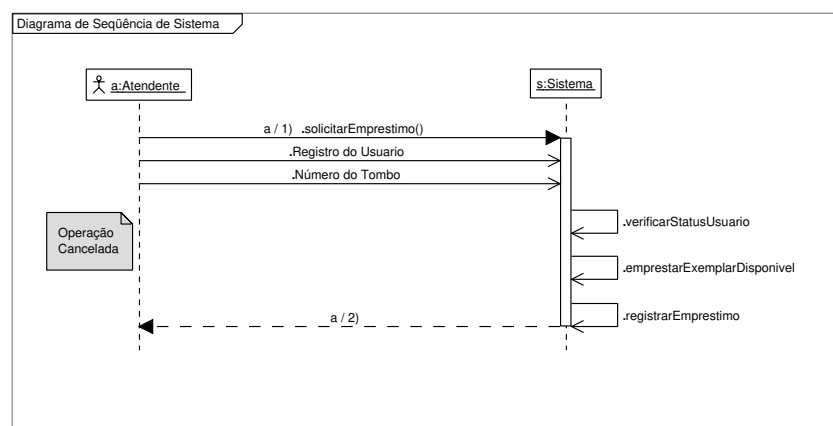 Diagrama de Seqüência de Sistema
a:Atendente
s:Sistema
a / 1) .solicitarEmprestimo()
.Registro do Usuario
.Número do Tombo
.verificarStatusUsuario
Operação
Cancelada
.emprestarExemplarDisponivel
.registrarEmprestimo
a / 2)